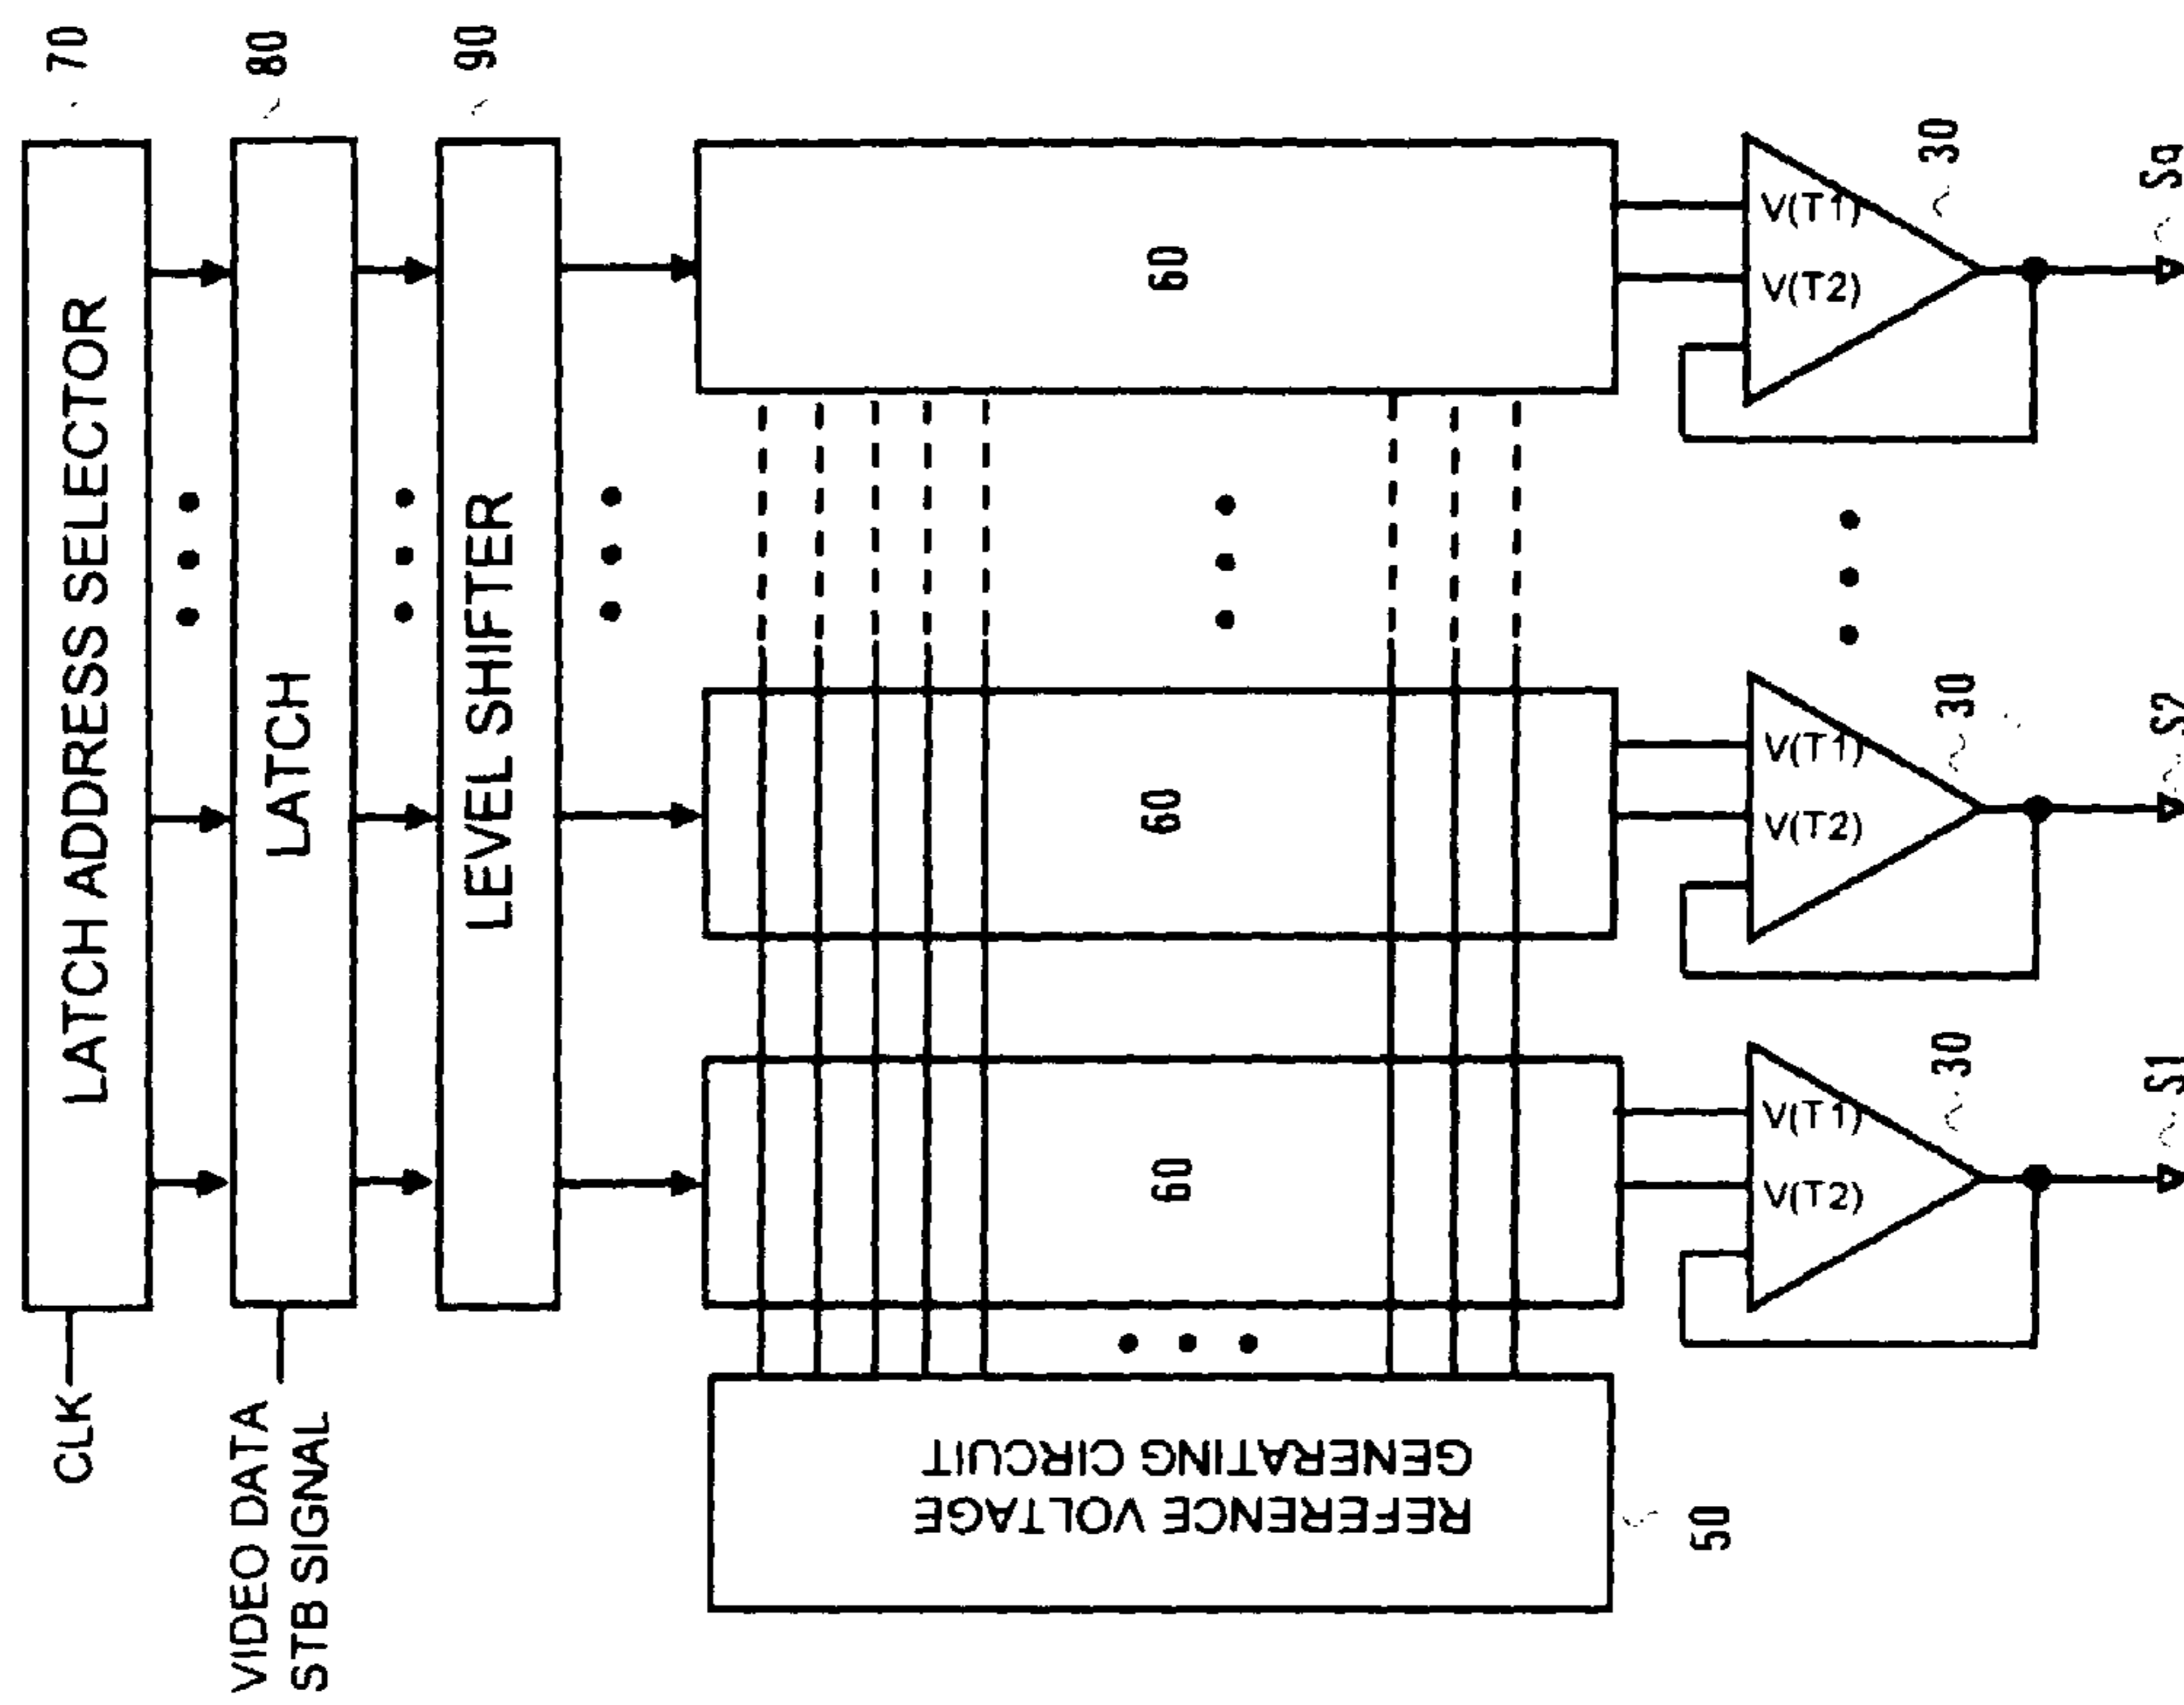 LATCH ADDRESS SELECTOR
70
CLK
LATCH
80
VIDEO DATA
STB SIGNAL
LEVEL SHIFTER
90
60
60
60
REFERENCE VOLTAGE
GENERATING CIRCUIT
50
V(T1)
V(T2)
30
S1
V(T1)
V(T2)
30
S2
V(T1)
V(T2)
30
Sq